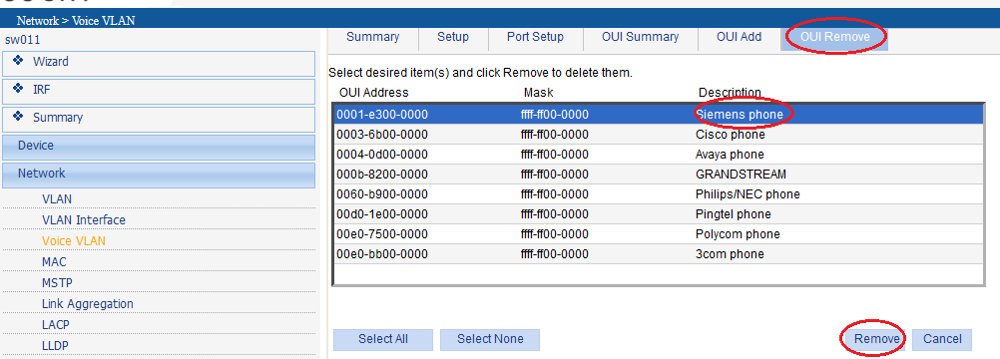 Network > Voice VLAN
sw011
Summary Setup Port Setup OUI Summary OUI Add OUI Remove
Wizard
IRF
Summary
Device
Network
VLAN
VLAN Interface
Voice VLAN
MAC
MSTP
Link Aggregation
LACP
LLDP
Select desired item(s) and click Remove to delete them.
OUI Address Mask Description
0001-e300-0000 ffff-ff00-0000 Siemens phone
0003-6b00-0000 ffff-ff00-0000 Cisco phone
0004-0d00-0000 ffff-ff00-0000 Avaya phone
000b-8200-0000 ffff-ff00-0000 GRANDSTREAM
0060-b900-0000 ffff-ff00-0000 Philips/NEC phone
00d0-1e00-0000 ffff-ff00-0000 Pingtel phone
00e0-7500-0000 ffff-ff00-0000 Polycom phone
00e0-bb00-0000 ffff-ff00-0000 3com phone
Select All Select None Remove Cancel